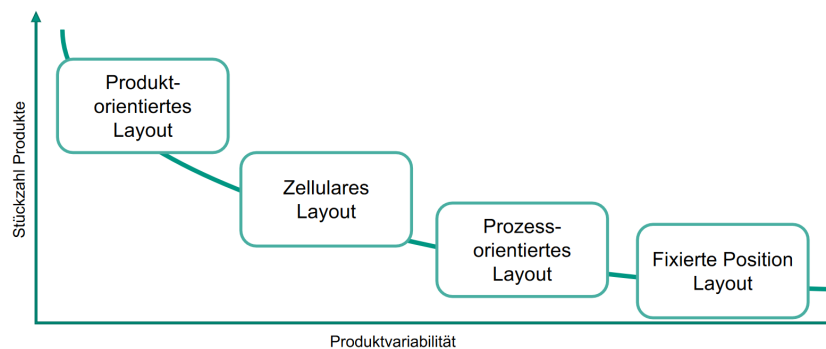 Stückzahl Produkte
Produkt-
orientiertes
Layout
Zellulares
Layout
Prozess-
orientiertes
Layout
Fixierte Position
Layout
Produktvariabilität